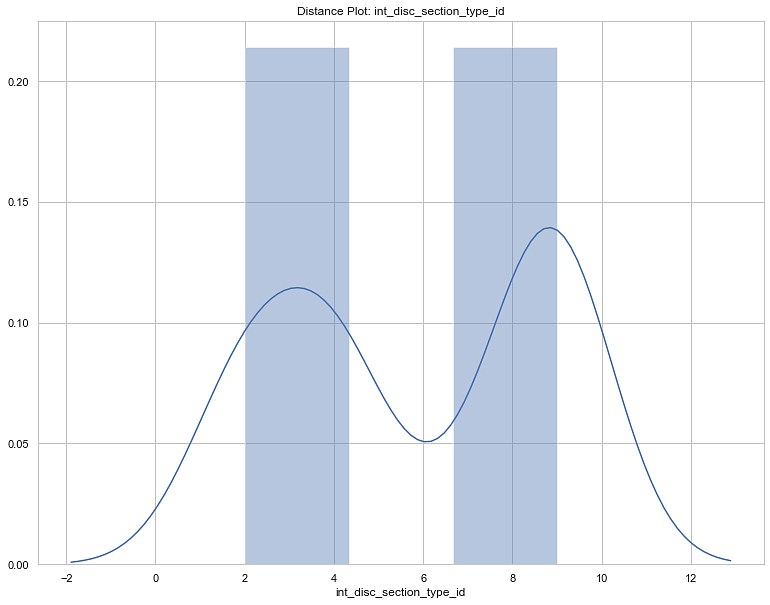 Distance Plot: int_disc_section_type_id
0.20
0.15
0.10
0.05
0.00
−2 0 2 4 6 8 10 12
int_disc_section_type_id